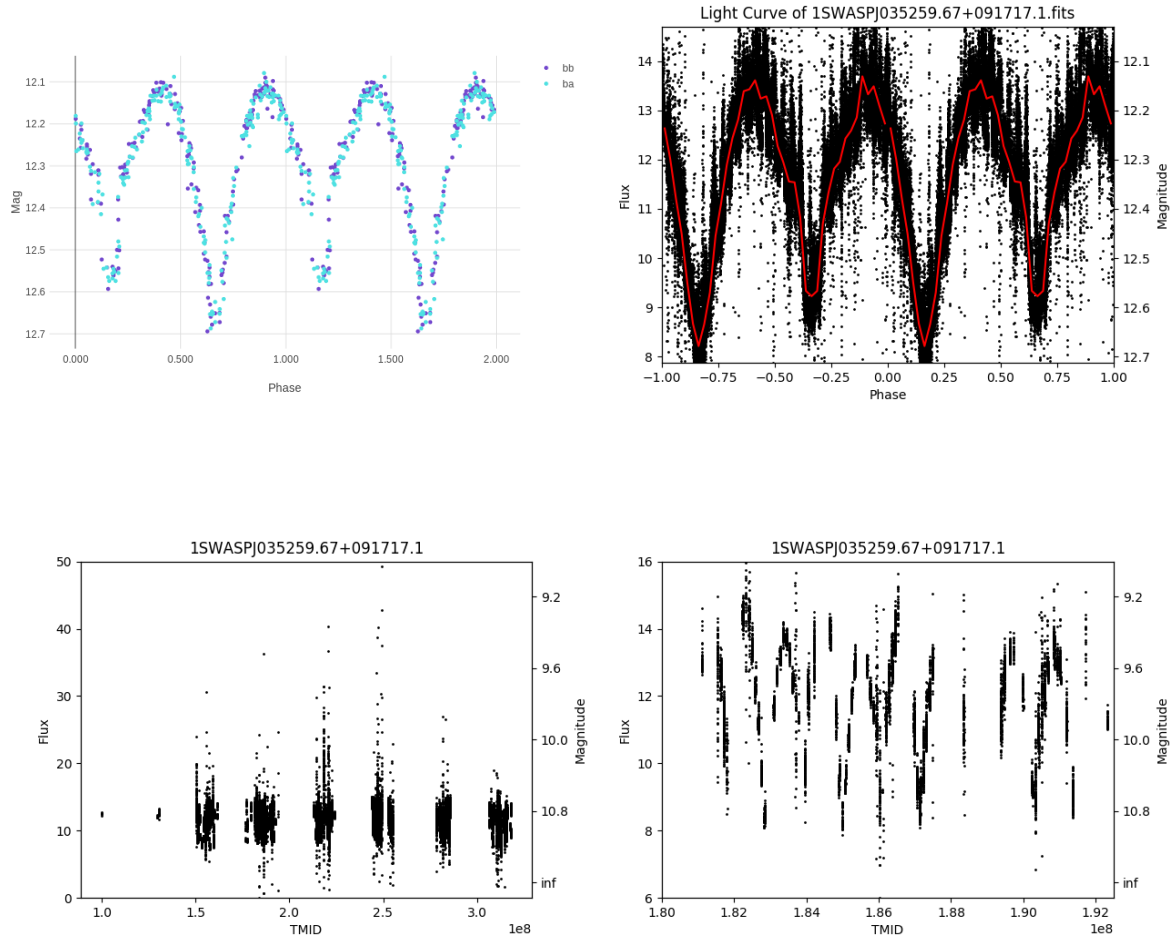 bb
ba
12.1
12.2
12.3
12.4
12.5
12.6
12.7
Mag
0.000 0.500 1.000 1.500 2.000
Phase
Light Curve of 1SWASPJ035259.67+091717.1.fits
14
13
12
11
10
9
8
Flux
12.1
12.2
12.3
12.4
12.5
12.6
12.7
Magnitude
−1.00 −0.75 −0.50 −0.25 0.00 0.25 0.50 0.75 1.00
Phase
1SWASPJ035259.67+091717.1
50
40
30
20
10
0
Flux
9.2
9.6
10.0
10.8
inf
Magnitude
1.0 1.5 2.0 2.5 3.0
TMID
1e8
1SWASPJ035259.67+091717.1
16
14
12
10
8
6
Flux
9.2
9.6
10.0
10.8
inf
Magnitude
1.80 1.82 1.84 1.86 1.88 1.90 1.92
TMID
1e8